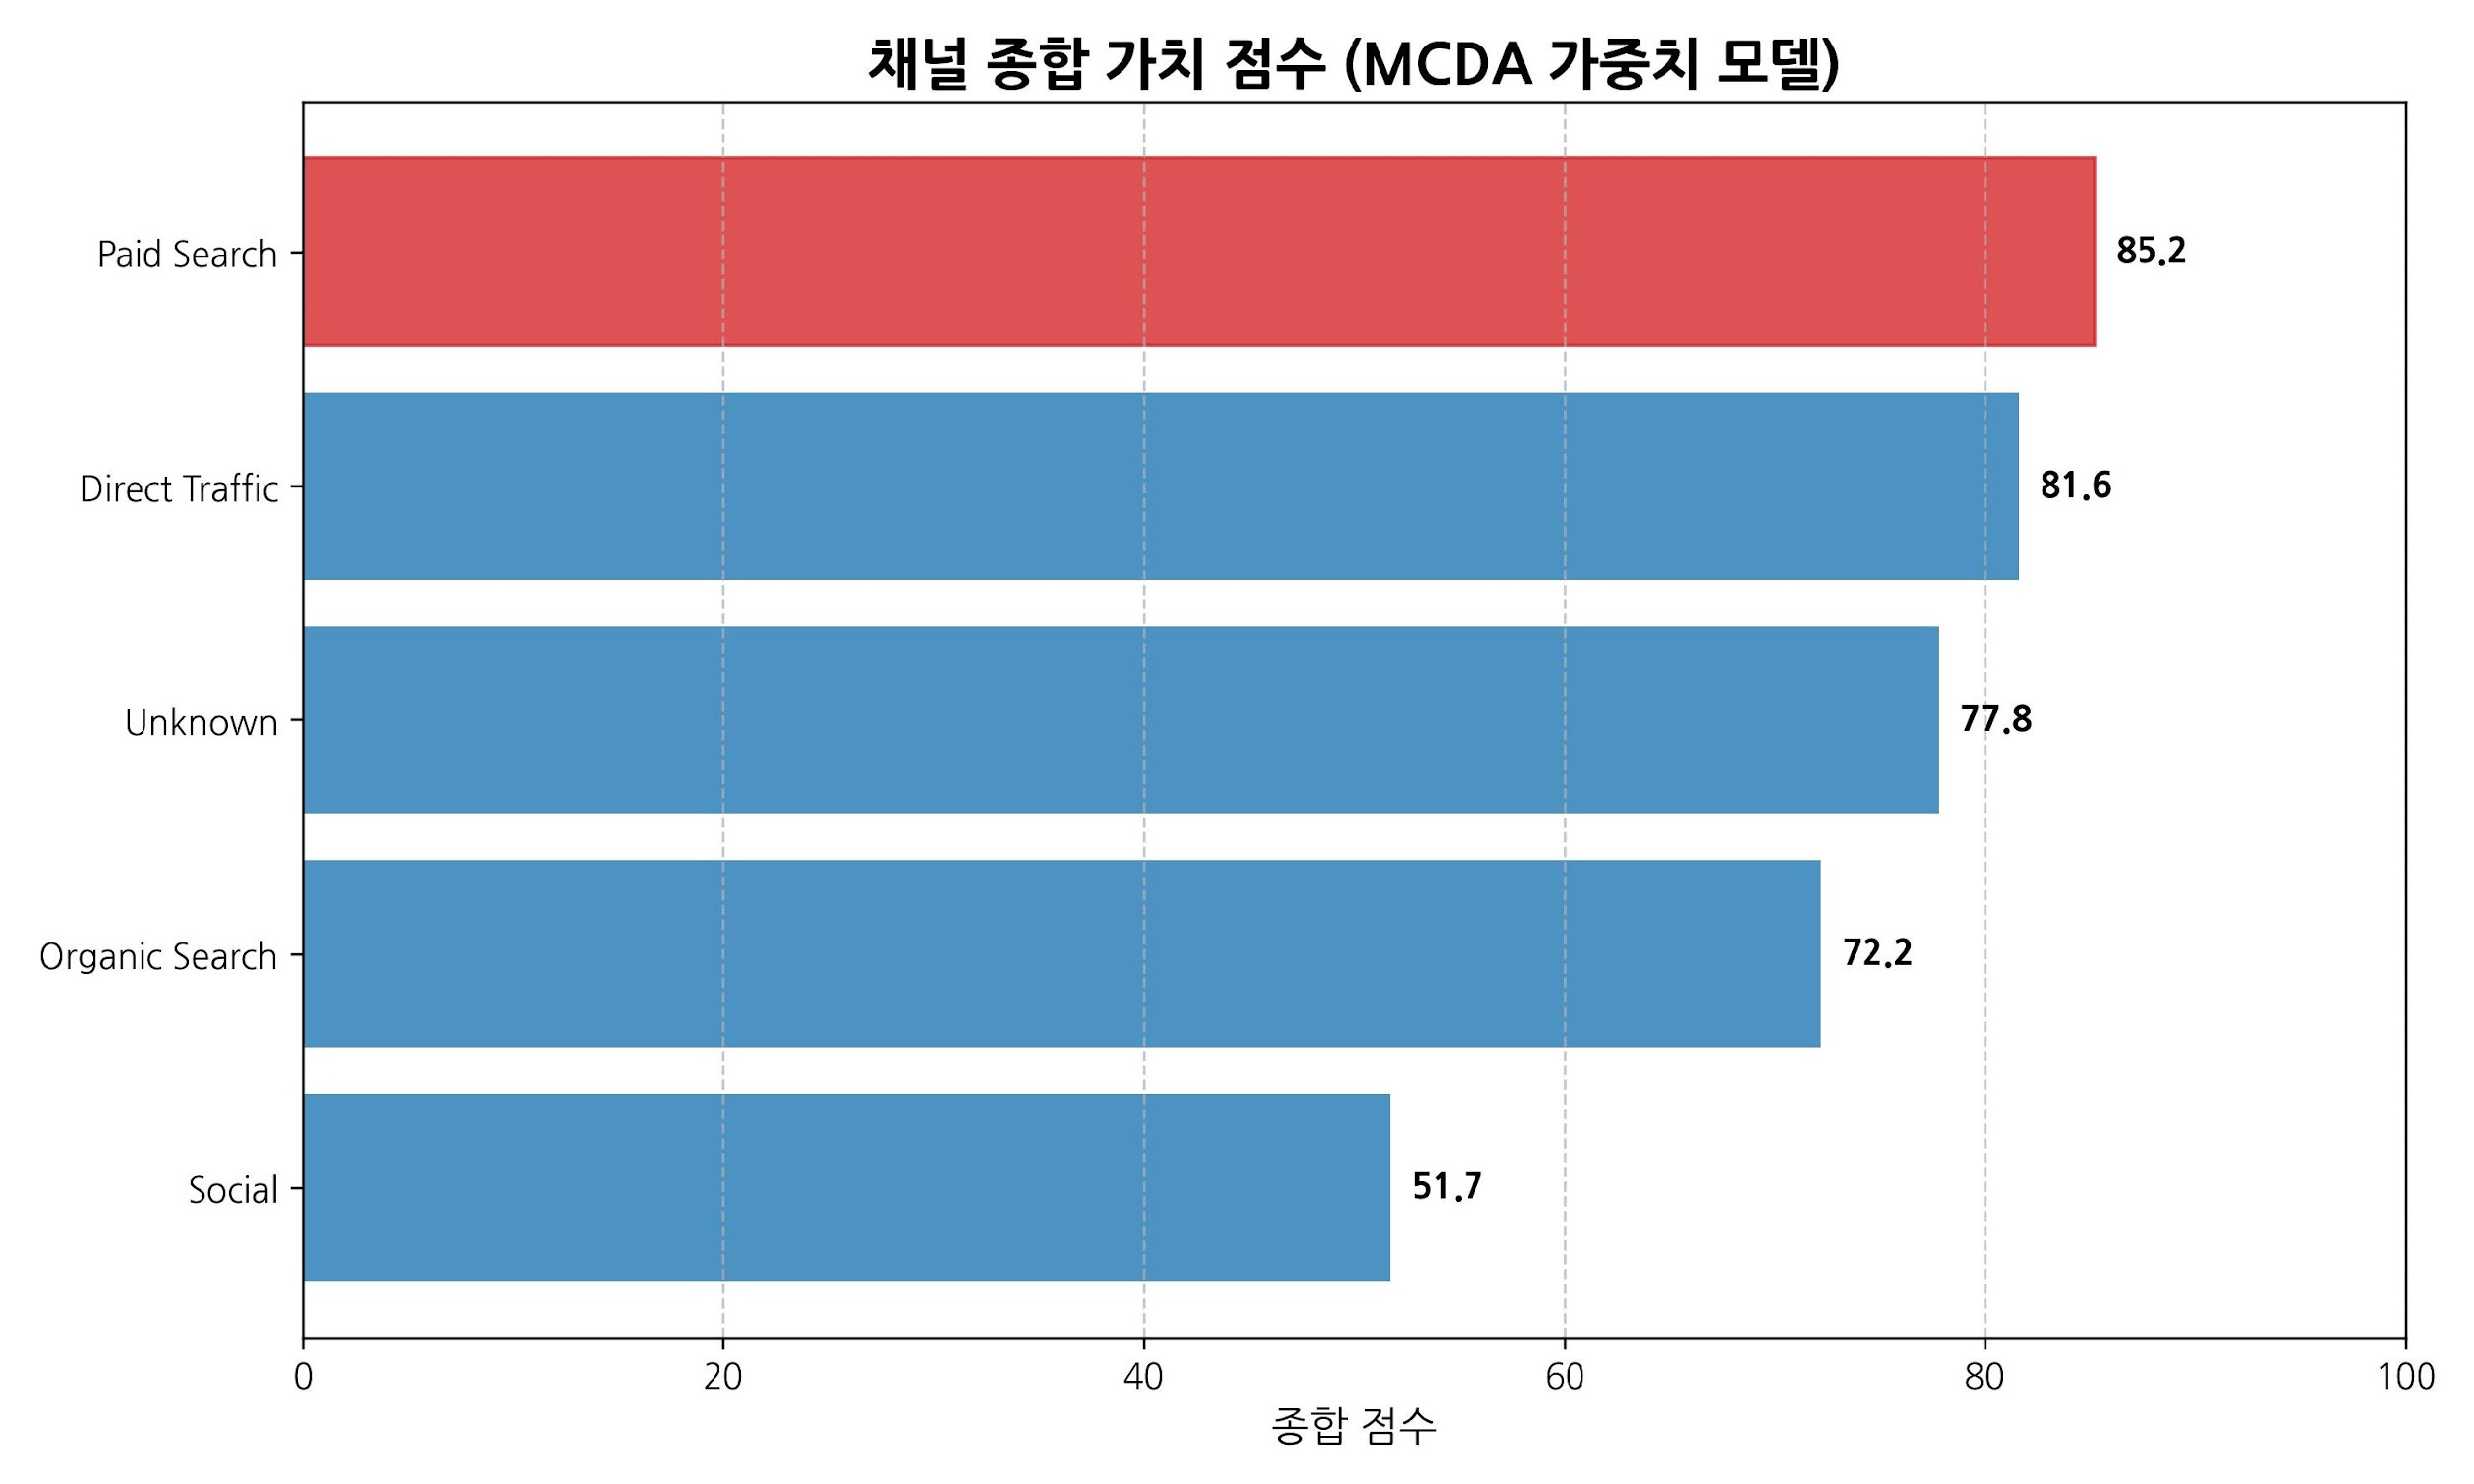 채널 종합 가치 점수 (MCDA 가중치 모델)
Paid Search
85.2
Direct Traffic
81.6
Unknown
77.8
Organic Search
72.2
Social
51.7
0 20 40 60 80 100
종합 점수